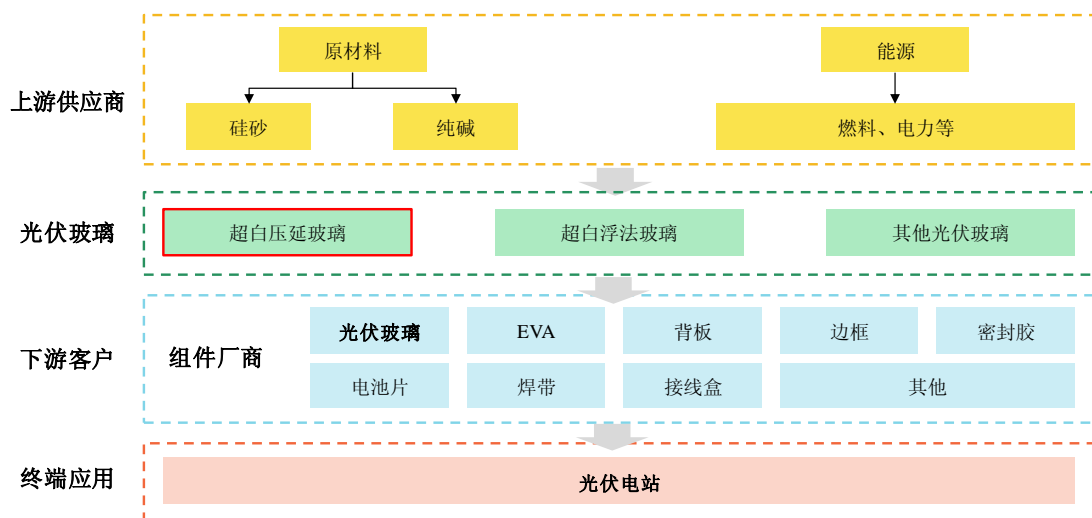 上游供应商
原材料
能源
硅砂
纯碱
燃料、电力等
光伏玻璃
超白压延玻璃
超白浮法玻璃
其他光伏玻璃
下游客户
组件厂商
光伏玻璃
EVA
背板
边框
密封胶
电池片
焊带
接线盒
其他
终端应用
光伏电站